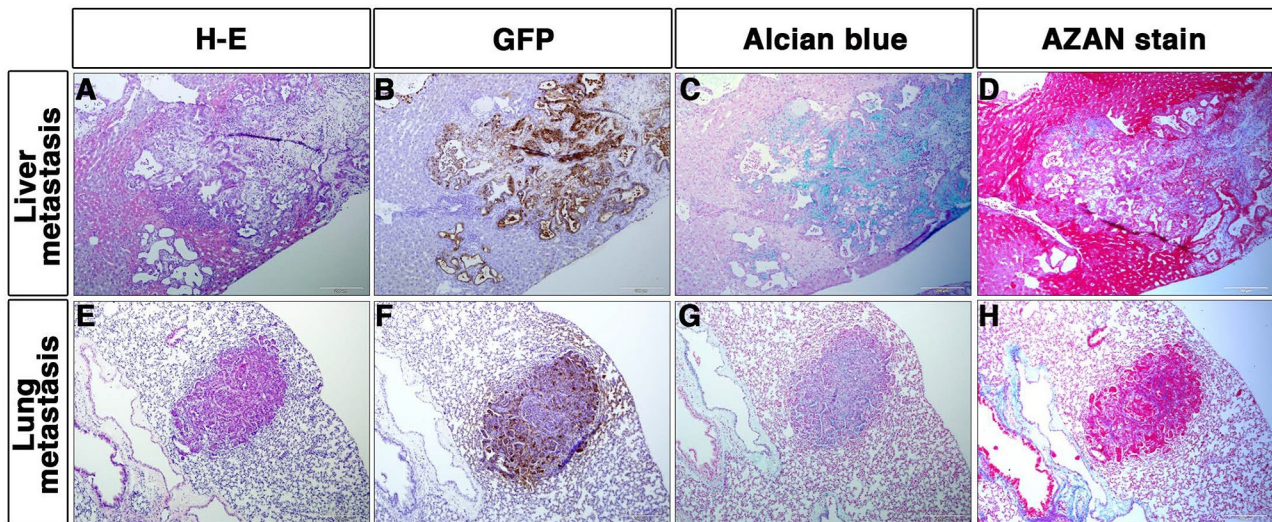 H-E
GFP
Alcian blue
AZAN stain
Liver
metastasis
A
B
C
D
Lung
metastasis
E
F
G
H